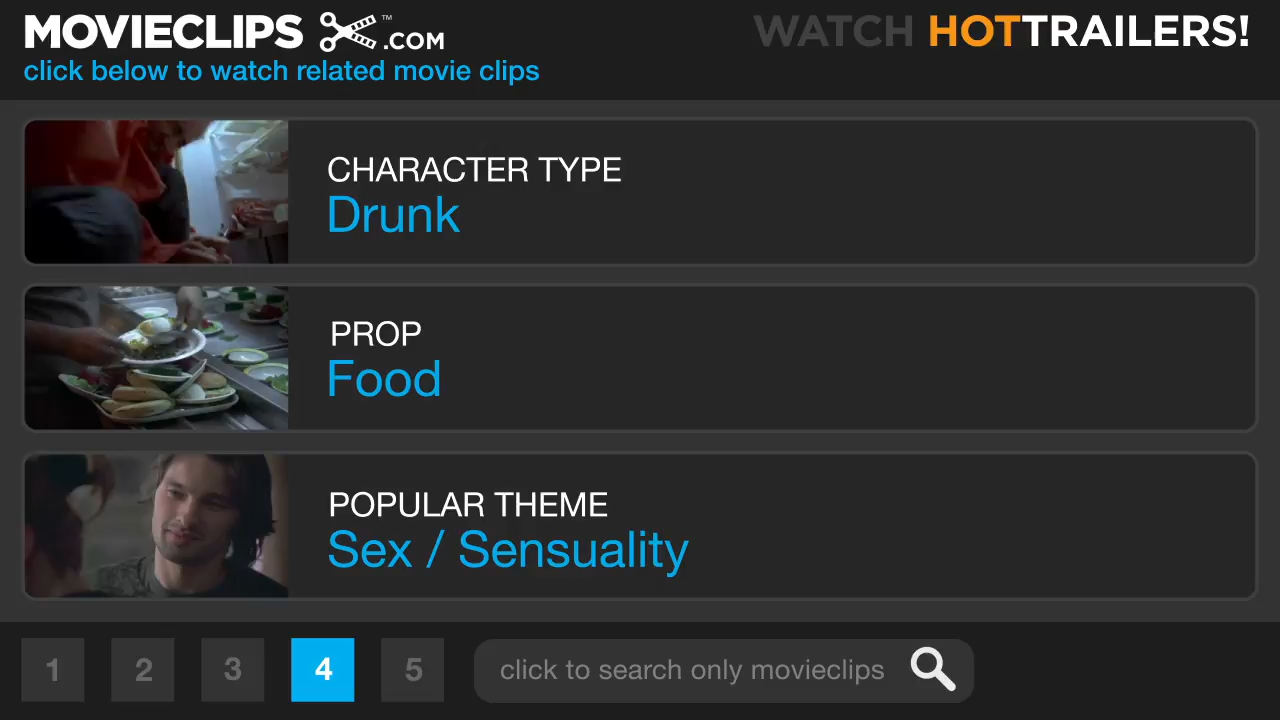 MOVIECLIPS ™ .COM
WATCH HOTTRAILERS!
click below to watch related movie clips
CHARACTER TYPE
Drunk
PROP
Food
POPULAR THEME
Sex / Sensuality
1 2 3 4 5
click to search only movieclips